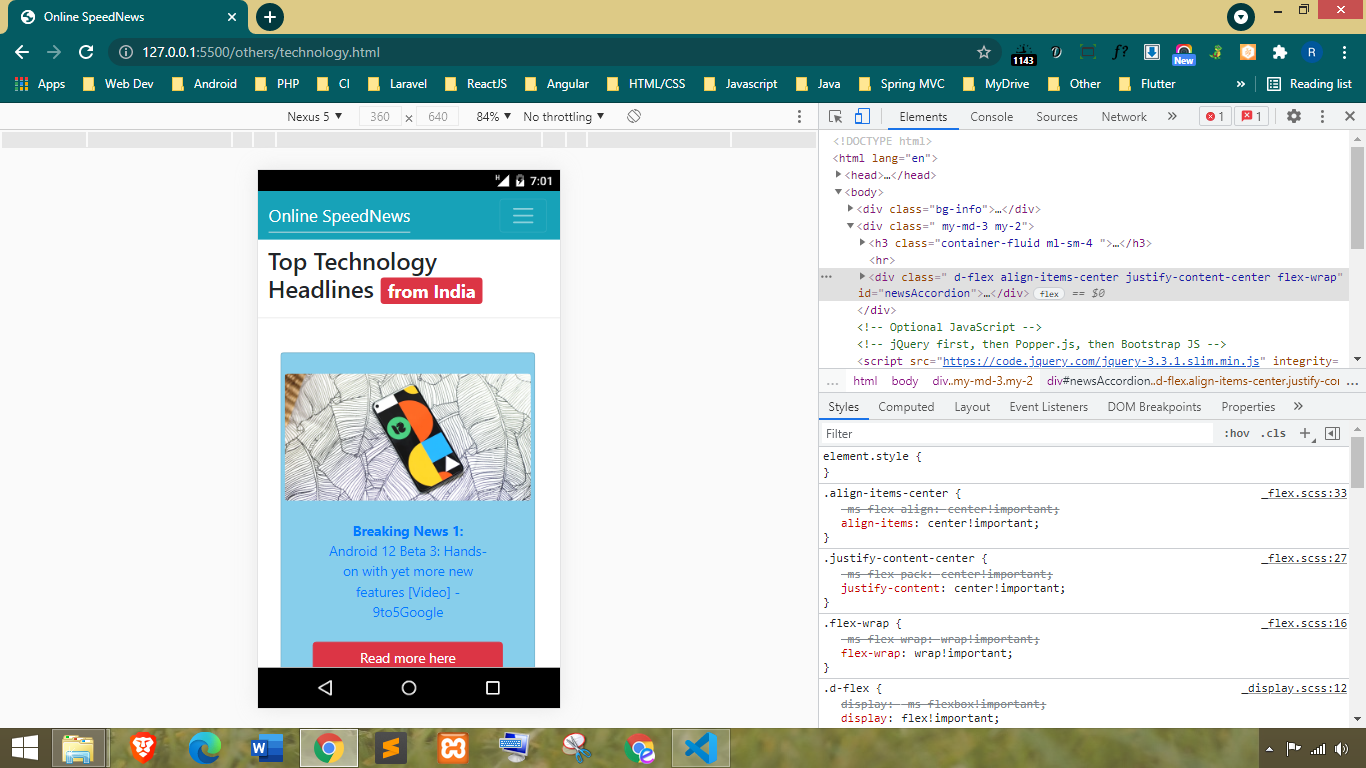 Online SpeedNews
127.0.0.1:5500/others/technology.html
1143
f?
New
R
Apps
Web Dev
Android
PHP
CI
Laravel
ReactJS
Angular
HTML/CSS
Javascript
Java
Spring MVC
MyDrive
Other
Flutter
»
Reading list
Nexus 5 ▼
360 × 640
84% ▼
No throttling ▼
7:01
Online SpeedNews
Top Technology
Headlines from India
Breaking News 1:
Android 12 Beta 3: Hands-
on with yet more new
features [Video] -
9to5Google
Read more here
Elements
Console
Sources
Network
»
1
1
<!DOCTYPE html>
<html lang="en">
<head>…</head>
<body>
<div class="bg-info">…</div>
<div class=" my-md-3 my-2">
<h3 class="container-fluid ml-sm-4 ">…</h3>
<hr>
<div class=" d-flex align-items-center justify-content-center flex-wrap"
id="newsAccordion">…</div> flex == $0
</div>
<!-- Optional JavaScript -->
<!-- jQuery first, then Popper.js, then Bootstrap JS -->
<script src="https://code.jquery.com/jquery-3.3.1.slim.min.js" integrity=
… html body div..my-md-3.my-2 div#newsAccordion..d-flex.align-items-center.justify-co …
Styles
Computed
Layout
Event Listeners
DOM Breakpoints
Properties
»
Filter
:hov .cls +
element.style {
}
.align-items-center { _flex.scss:33
-ms-flex-align: center!important;
align-items: center!important;
}
.justify-content-center { _flex.scss:27
-ms-flex-pack: center!important;
justify-content: center!important;
}
.flex-wrap { _flex.scss:16
-ms-flex-wrap: wrap!important;
flex-wrap: wrap!important;
}
.d-flex { _display.scss:12
display: -ms-flexbox!important;
display: flex!important;